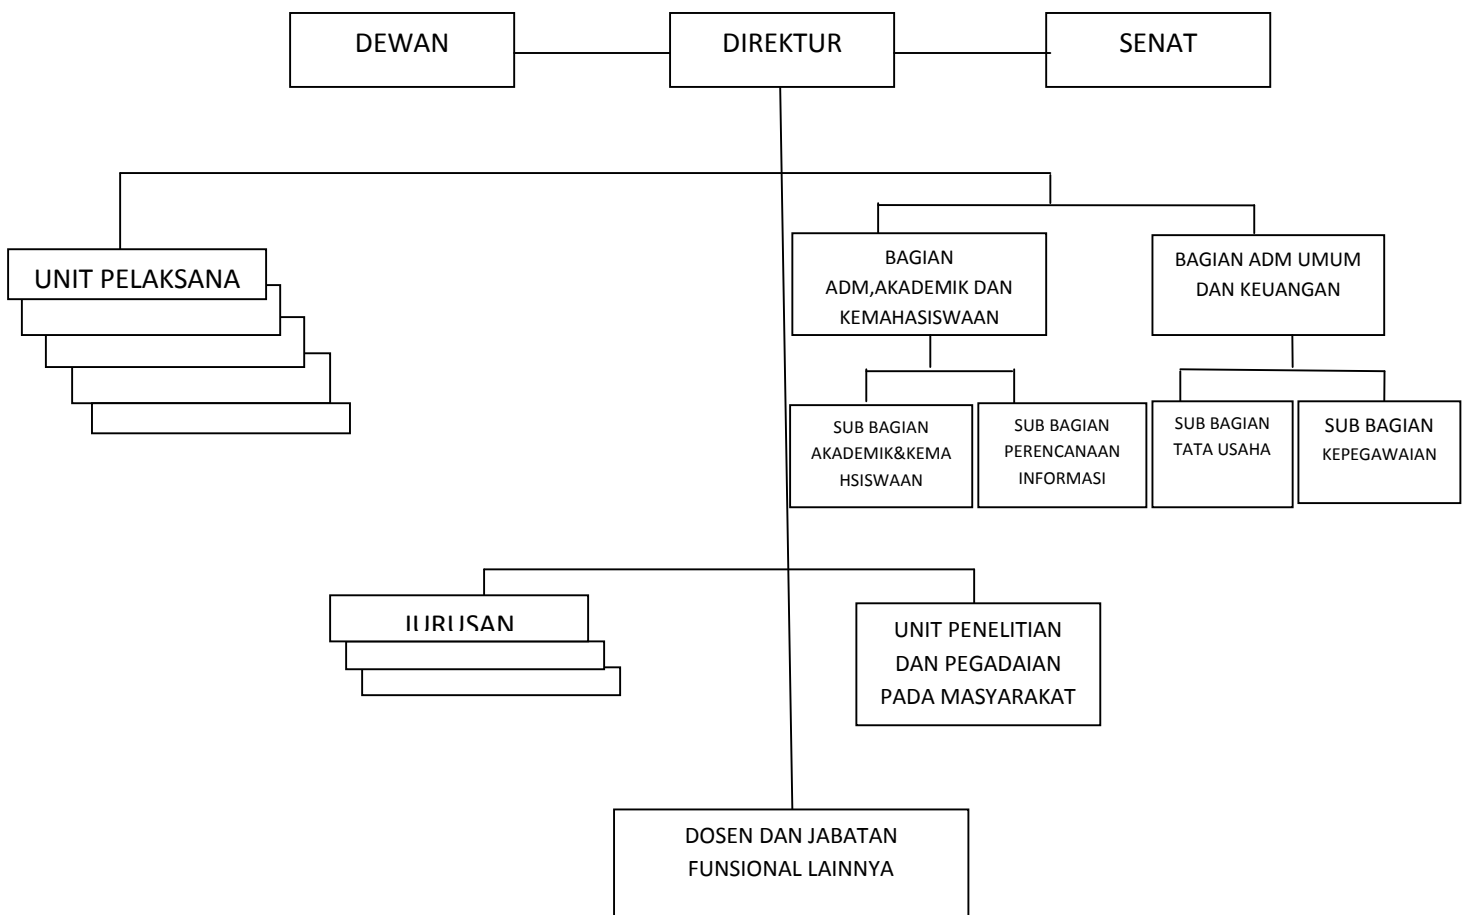 DEWAN
DIREKTUR
SENAT
UNIT PELAKSANA
BAGIAN
ADM,AKADEMIK DAN
KEMAHASISWAAN
BAGIAN ADM UMUM
DAN KEUANGAN
SUB BAGIAN
AKADEMIK&KEMA
HSISWAAN
SUB BAGIAN
PERENCANAAN
INFORMASI
SUB BAGIAN
TATA USAHA
SUB BAGIAN
KEPEGAWAIAN
JURUSAN
UNIT PENELITIAN
DAN PEGADAIAN
PADA MASYARAKAT
DOSEN DAN JABATAN
FUNSIONAL LAINNYA